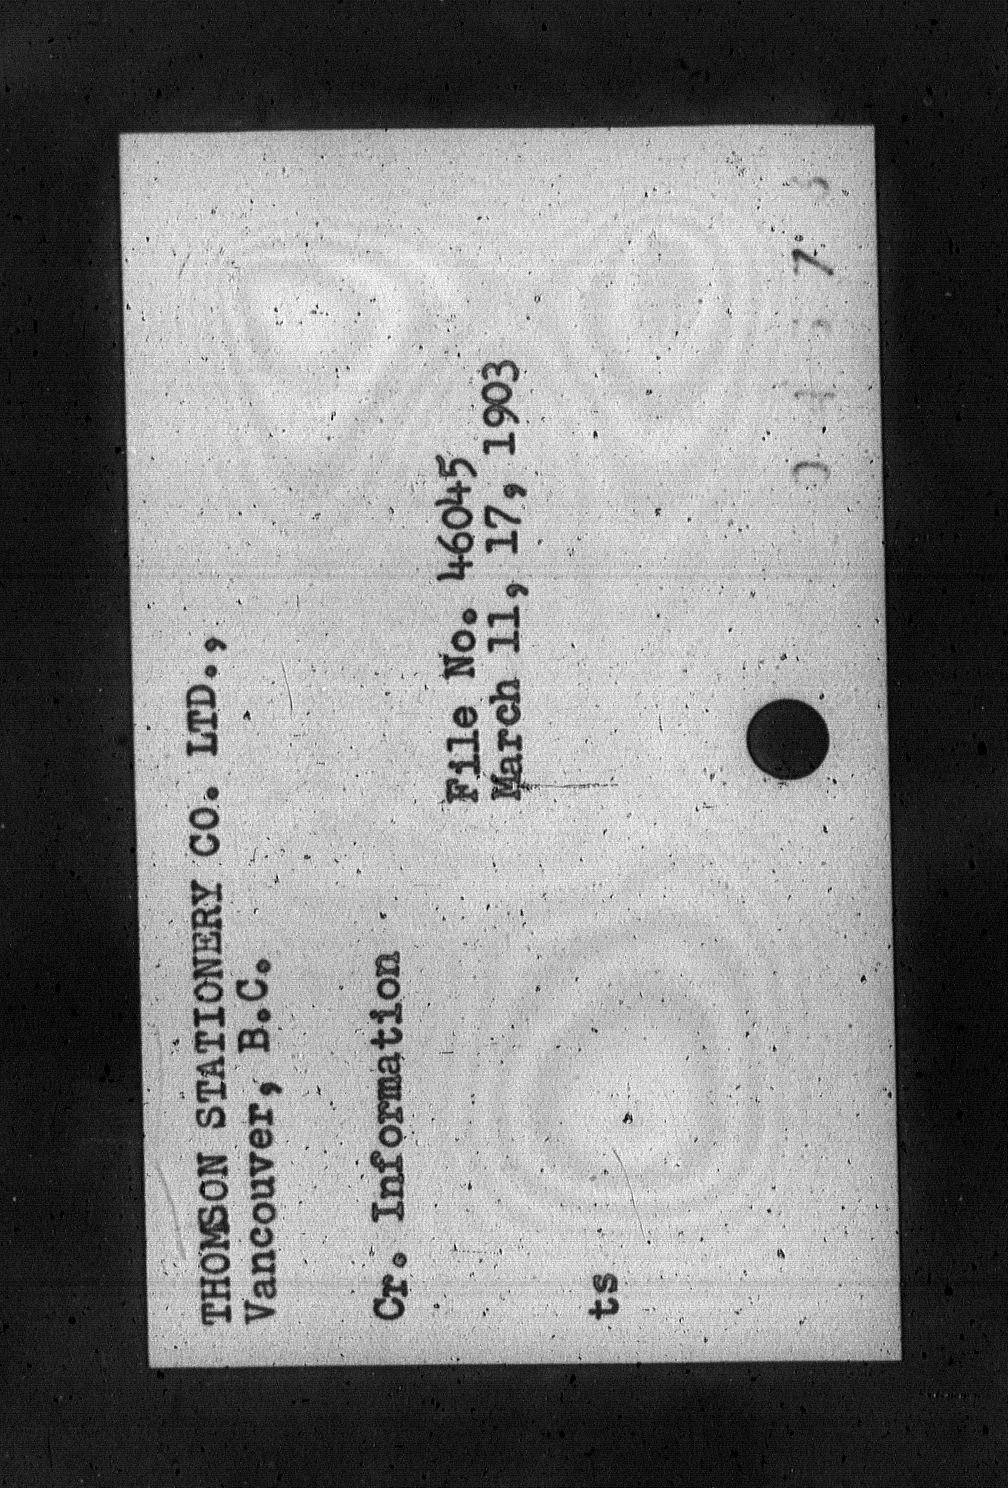 THOMSON STATIONERY CO. LTD.,
Vancouver, B.C.
Cr. Information
File No. 46045
March 11, 17, 1903
ts